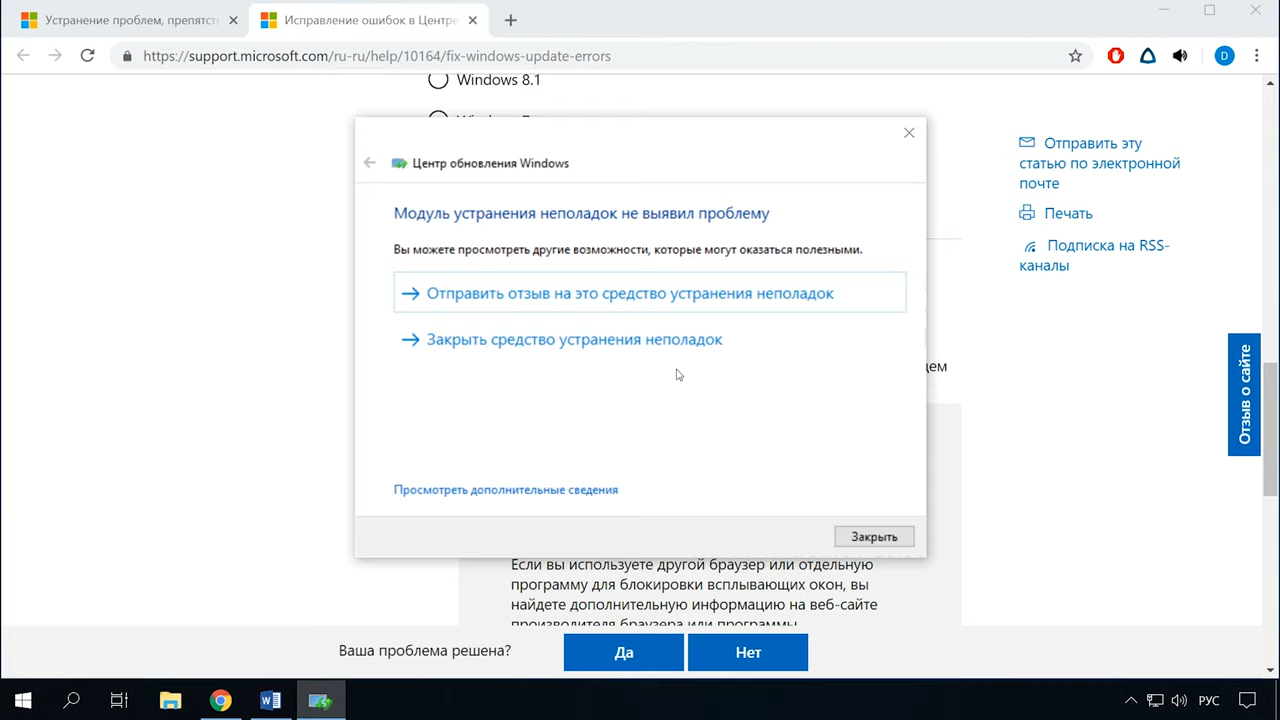 Устранение проблем, препятст
Исправление ошибок в Центре
https://support.microsoft.com/ru-ru/help/10164/fix-windows-update-errors
D
Windows 8.1
Центр обновления Windows
Модуль устранения неполадок не выявил проблему
Вы можете просмотреть другие возможности, которые могут оказаться полезными.
Отправить отзыв на это средство устранения неполадок
Закрыть средство устранения неполадок
Просмотреть дополнительные сведения
Закрыть
Отправить эту
статью по электронной
почте
Печать
Подписка на RSS-
каналы
Отзыв о сайте
Если вы используете другой браузер или отдельную
программу для блокировки всплывающих окон, вы
найдете дополнительную информацию на веб-сайте
производителя браузера или программы.
Ваша проблема решена?
Да
Нет
РУС